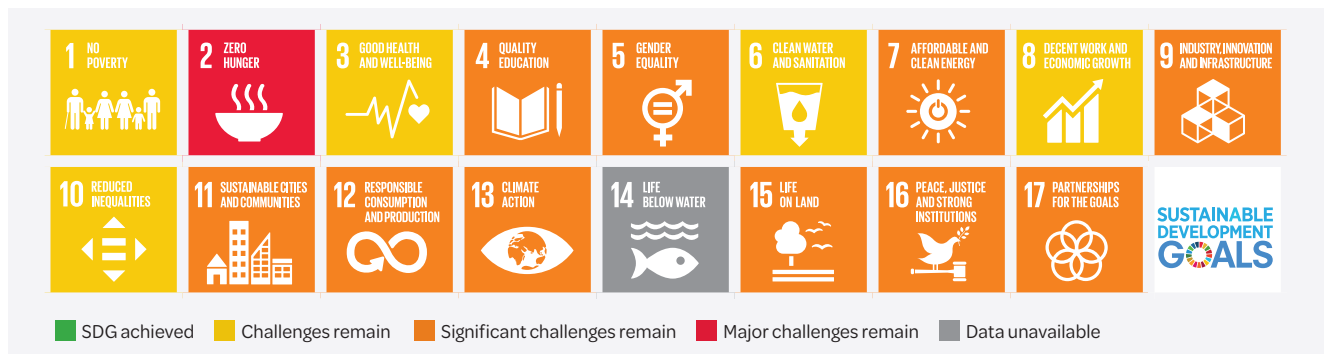 1 NO
POVERTY
2 ZERO
HUNGER
3 GOOD HEALTH
AND WELL-BEING
4 QUALITY
EDUCATION
5 GENDER
EQUALITY
6 CLEAN WATER
AND SANITATION
7 AFFORDABLE AND
CLEAN ENERGY
8 DECENT WORK AND
ECONOMIC GROWTH
9 INDUSTRY, INNOVATION
AND INFRASTRUCTURE
10 REDUCED
INEQUALITIES
11 SUSTAINABLE CITIES
AND COMMUNITIES
12 RESPONSIBLE
CONSUMPTION
AND PRODUCTION
13 CLIMATE
ACTION
14 LIFE
BELOW WATER
15 LIFE
ON LAND
16 PEACE, JUSTICE
AND STRONG
INSTITUTIONS
17 PARTNERSHIPS
FOR THE GOALS
SUSTAINABLE
DEVELOPMENT
GOALS
SDG achieved Challenges remain Significant challenges remain Major challenges remain Data unavailable